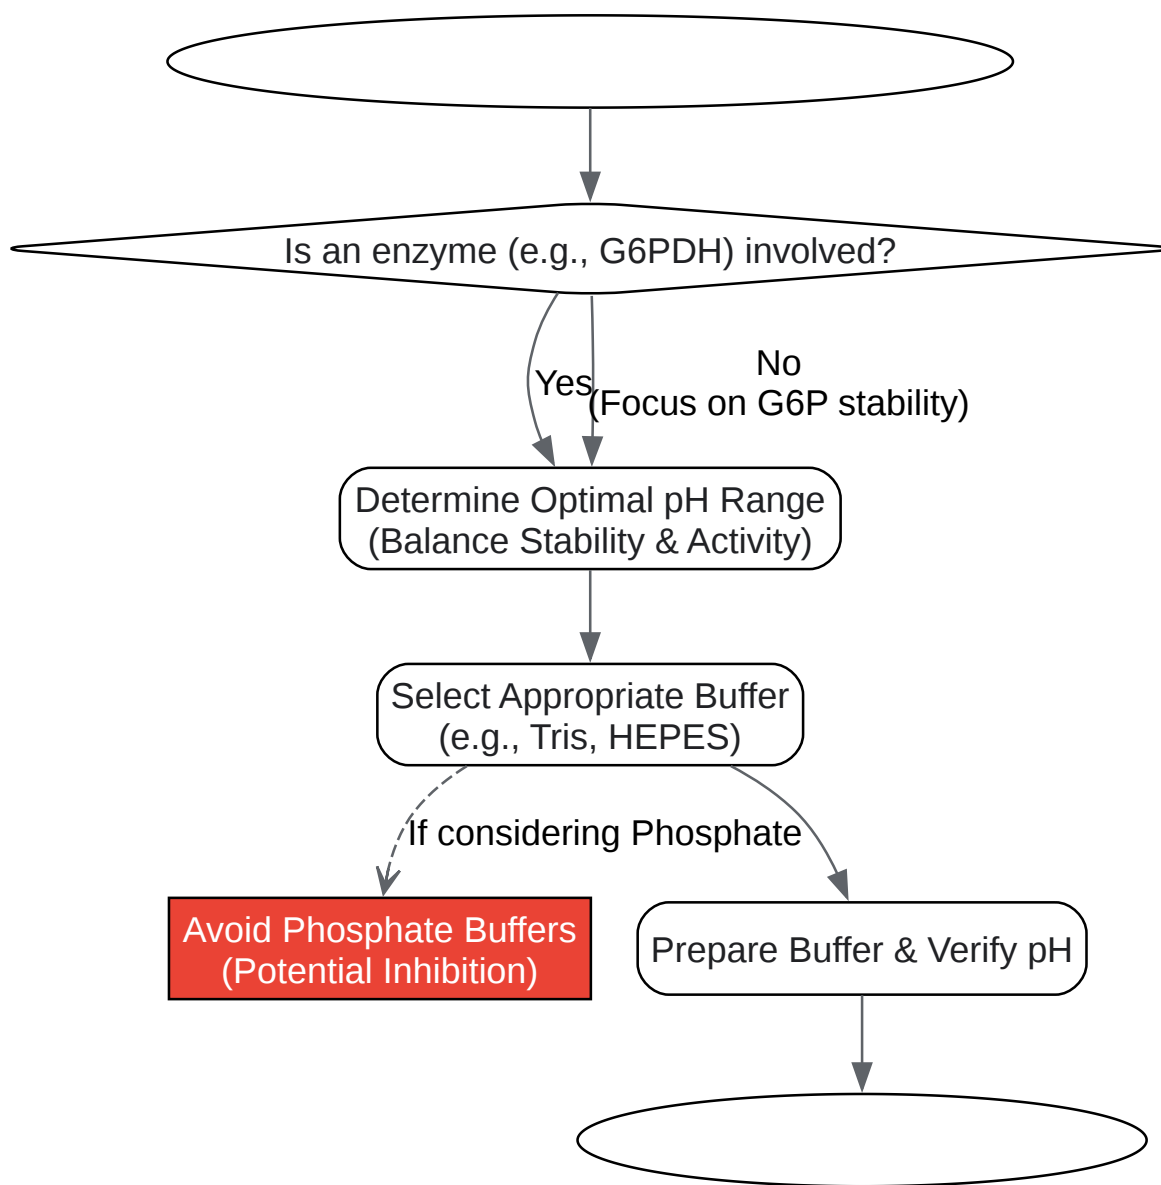 Is an enzyme (e.g., G6PDH) involved?
Yes
No
(Focus on G6P stability)
Determine Optimal pH Range
(Balance Stability & Activity)
Select Appropriate Buffer
(e.g., Tris, HEPES)
If considering Phosphate
Avoid Phosphate Buffers
(Potential Inhibition)
Prepare Buffer & Verify pH